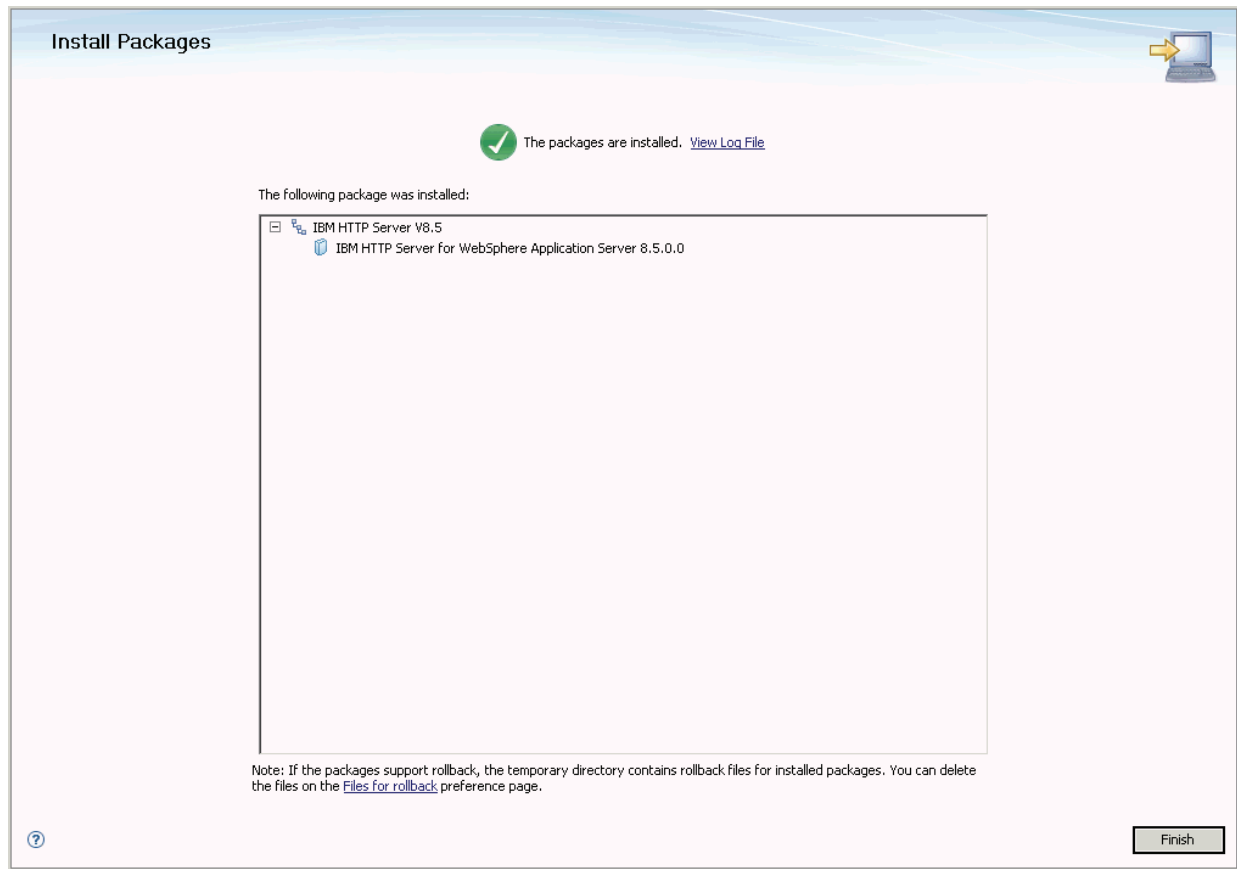 Install Packages
The packages are installed. View Log File
The following package was installed:
IBM HTTP Server V8.5
IBM HTTP Server for WebSphere Application Server 8.5.0.0
Note: If the packages support rollback, the temporary directory contains rollback files for installed packages. You can delete
the files on the Files for rollback preference page.
?
Finish